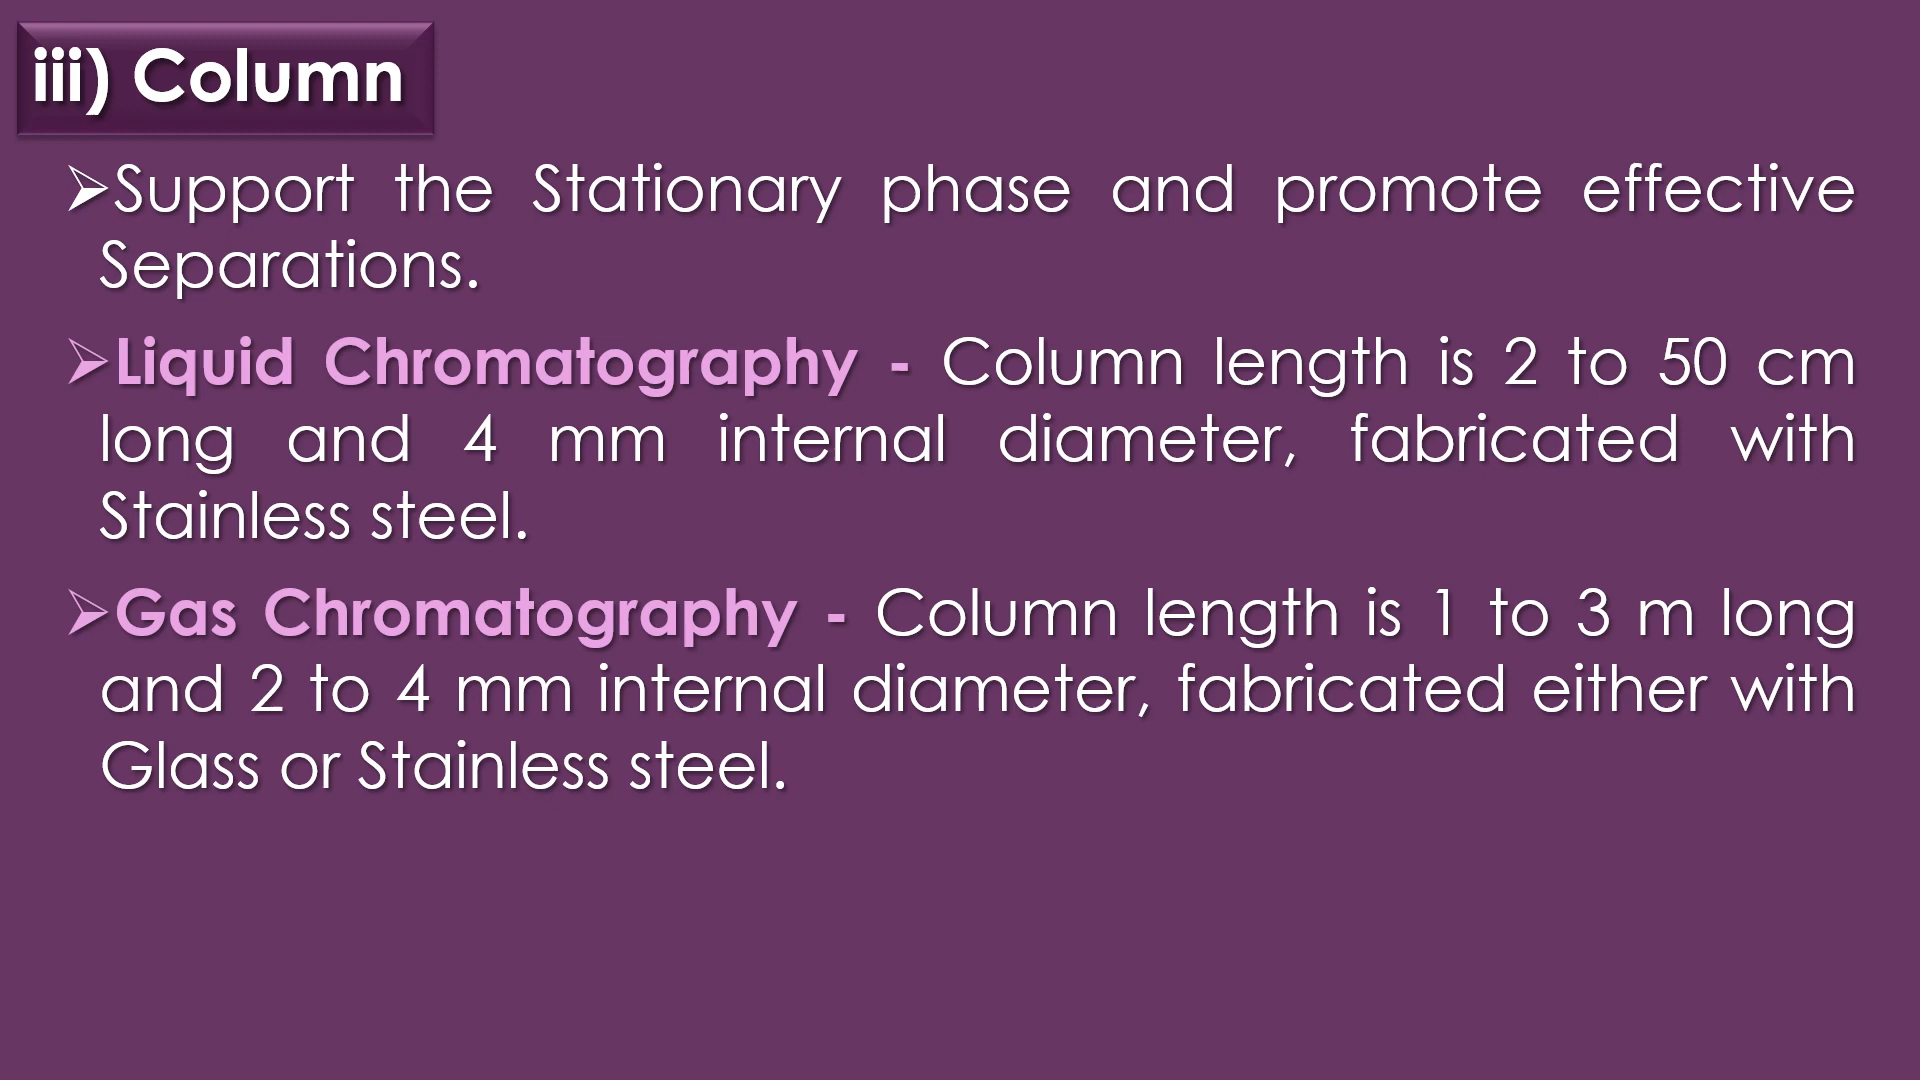 iii) Column
➢Support the Stationary phase and promote effective
Separations.
➢Liquid Chromatography - Column length is 2 to 50 cm
long and 4 mm internal diameter, fabricated with
Stainless steel.
➢Gas Chromatography - Column length is 1 to 3 m long
and 2 to 4 mm internal diameter, fabricated either with
Glass or Stainless steel.